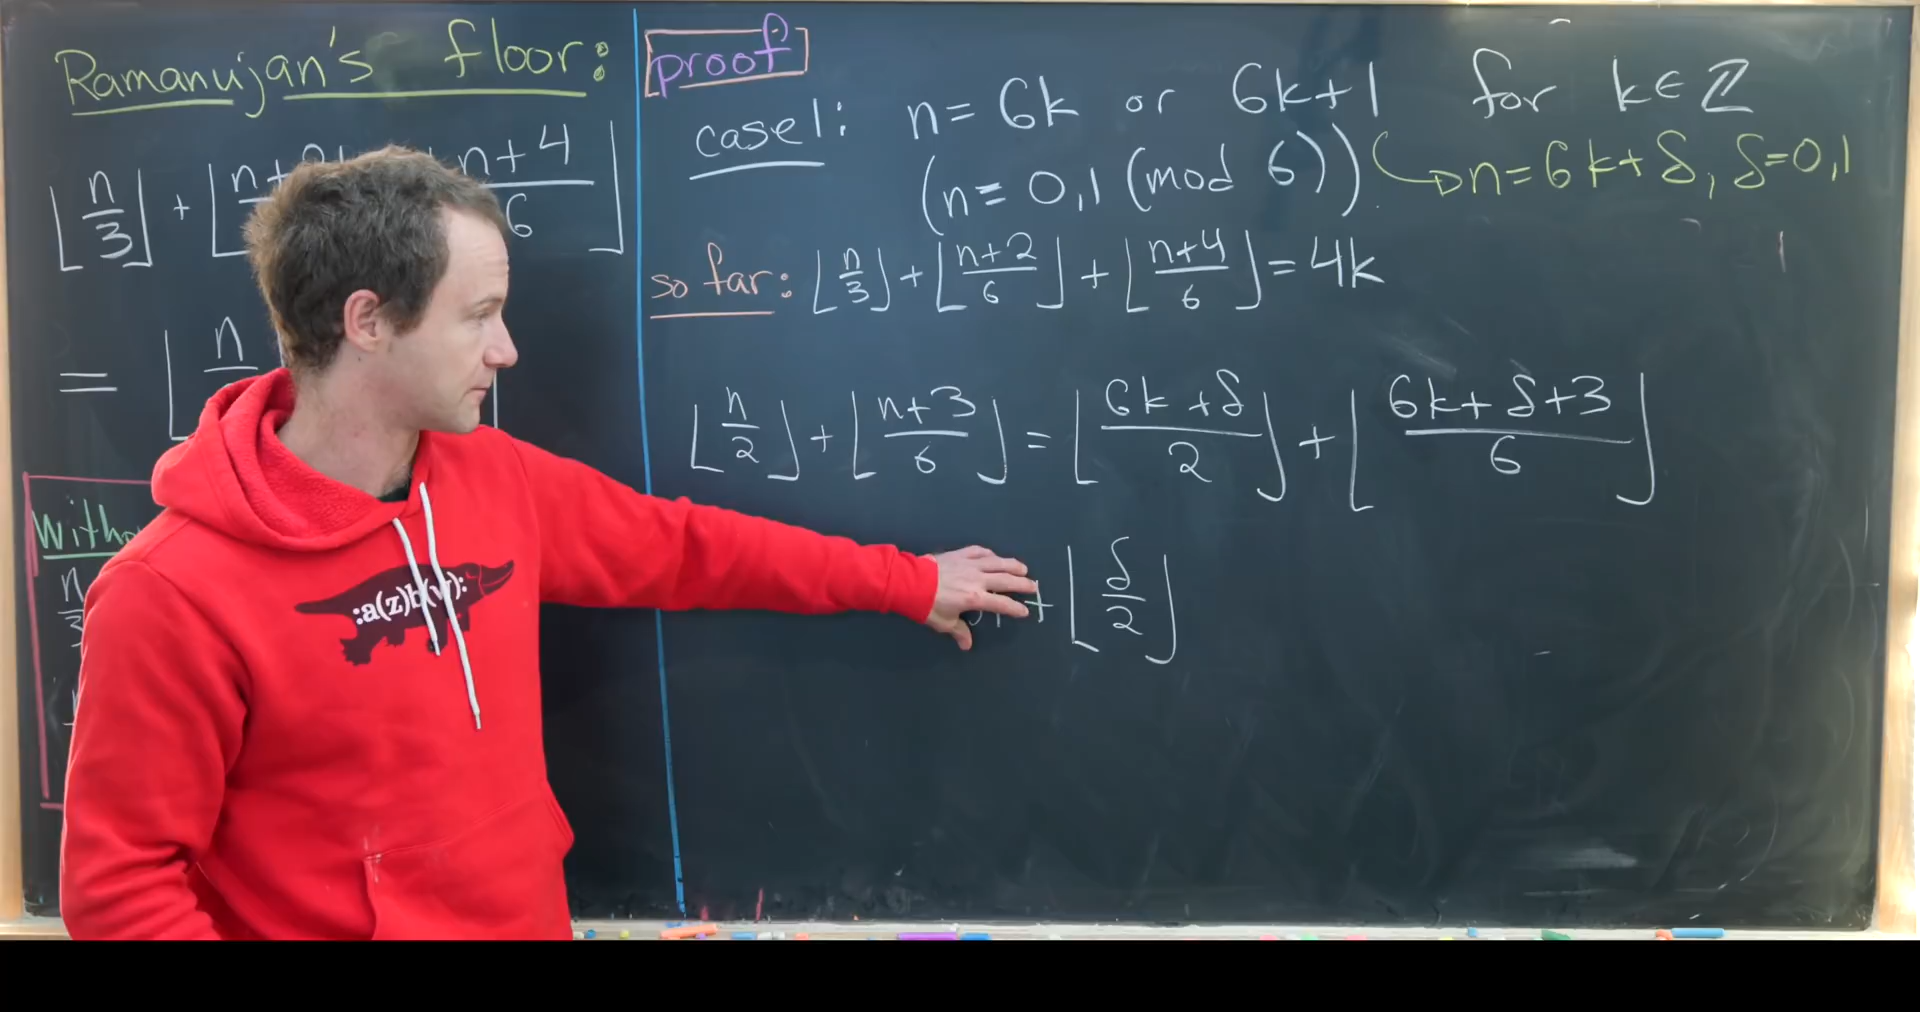 Ramanujan's floor:
⌊n/3⌋ + ⌊n+ n+4/6⌋
= ⌊n
With
n
3
proof
case 1: n = 6k or 6k+1 for k ∈ ℤ
(n = 0,1 (mod 6)) ↪ n = 6k + δ, δ = 0,1
so far: ⌊n/3⌋ + ⌊n+2/6⌋ + ⌊n+4/6⌋ = 4k
⌊n/2⌋ + ⌊n+3/6⌋ = ⌊6k+δ/2⌋ + ⌊6k+δ+3/6⌋
+ ⌊δ/2⌋
:a(z)b(w):